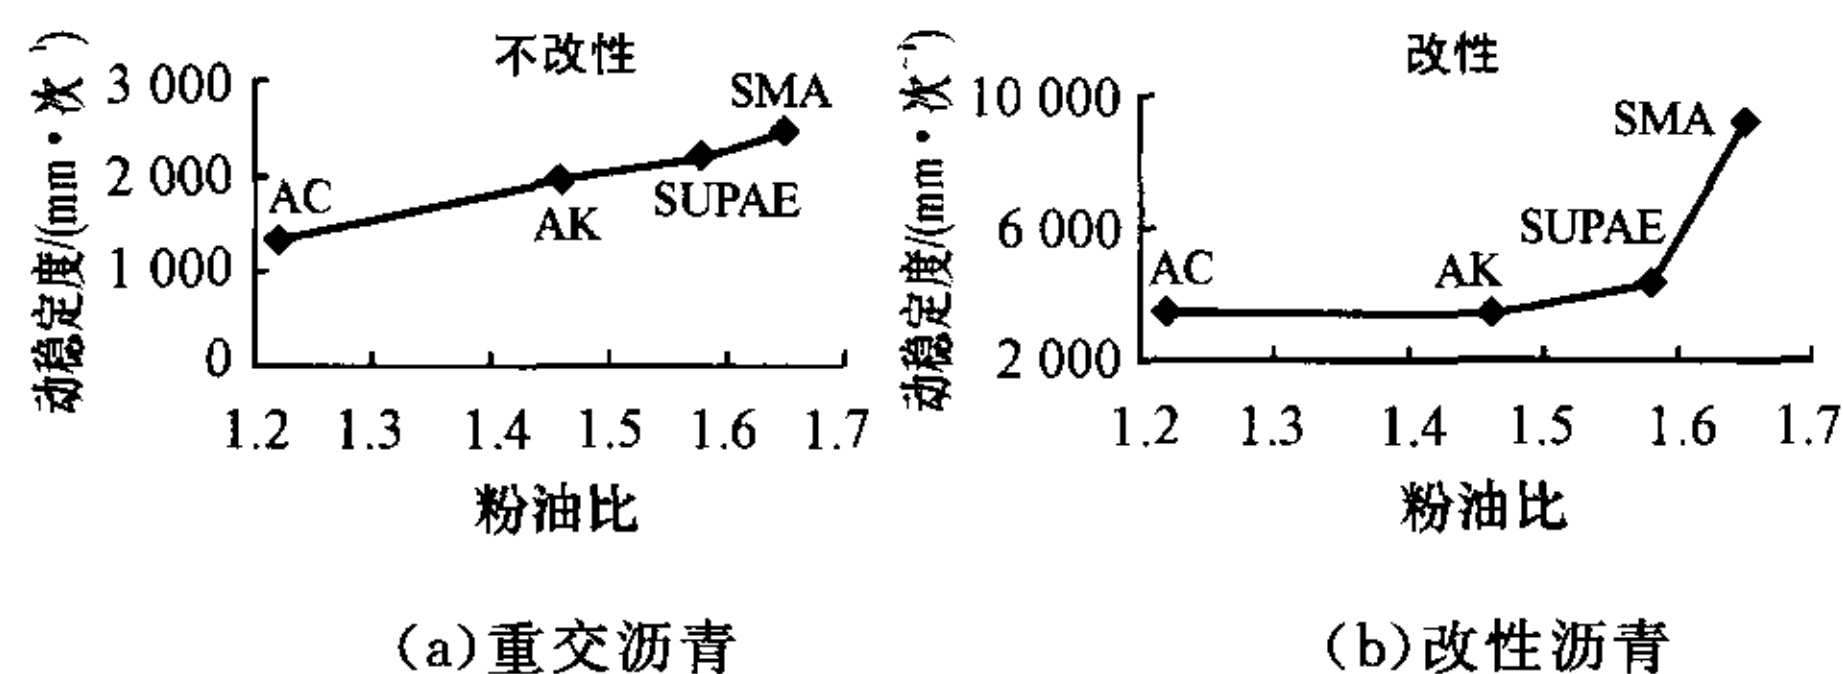 不改性
动稳定度/(mm·次⁻¹)
3 000
2 000
1 000
0
AC
AK
SUPAE
SMA
1.2 1.3 1.4 1.5 1.6 1.7
粉油比
(a)重交沥青
改性
动稳定度/(mm·次⁻¹)
10 000
6 000
2 000
AC
AK
SUPAE
SMA
1.2 1.3 1.4 1.5 1.6 1.7
粉油比
(b)改性沥青